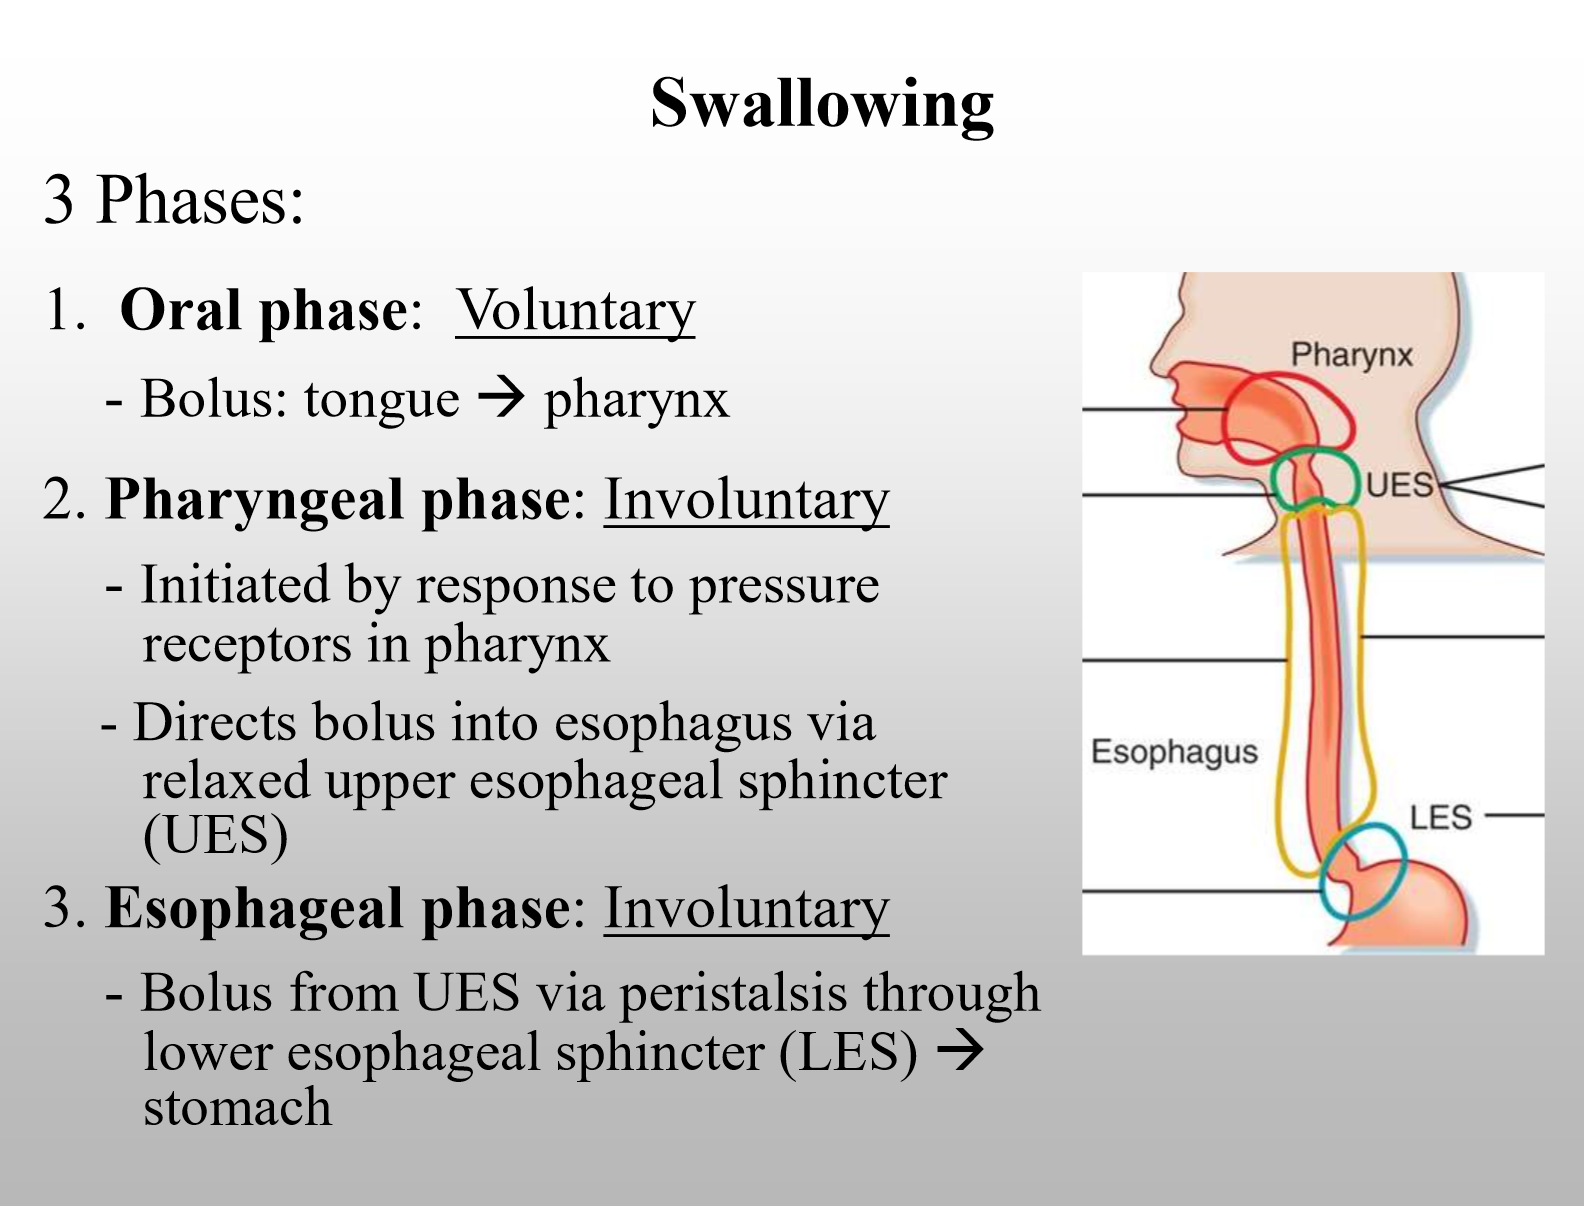 Swallowing
3 Phases:
1. Oral phase: Voluntary
- Bolus: tongue → pharynx
2. Pharyngeal phase: Involuntary
- Initiated by response to pressure
receptors in pharynx
- Directs bolus into esophagus via
relaxed upper esophageal sphincter
(UES)
3. Esophageal phase: Involuntary
- Bolus from UES via peristalsis through
lower esophageal sphincter (LES) →
stomach
Pharynx
UES
Esophagus
LES